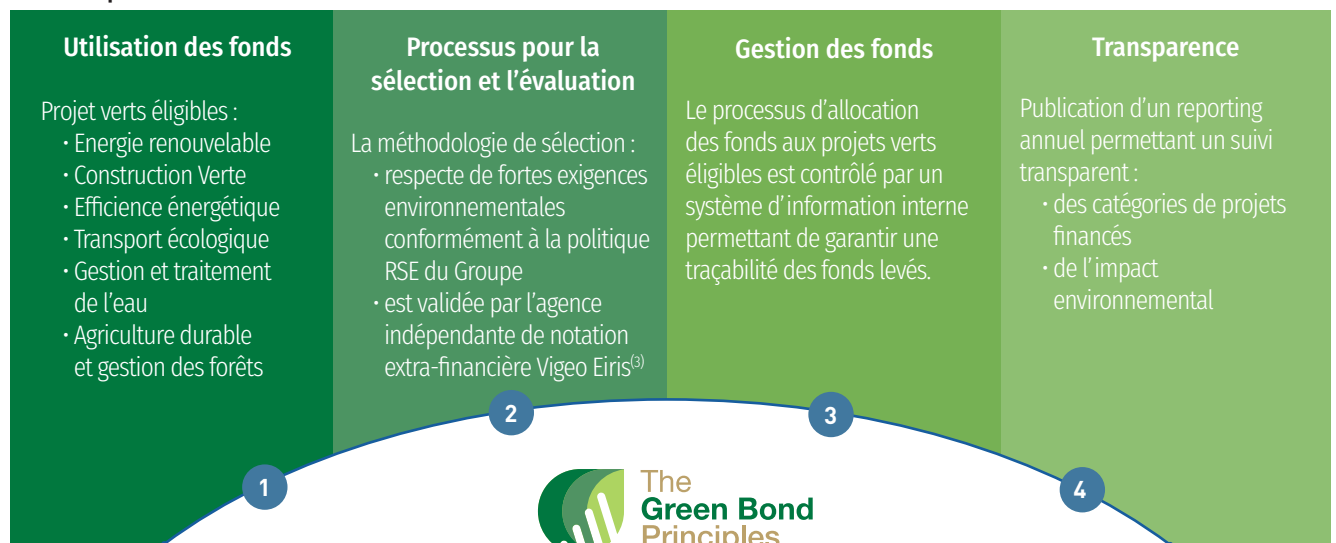 Utilisation des fonds
Projet verts éligibles :
· Energie renouvelable
· Construction Verte
· Efficience énergétique
· Transport écologique
· Gestion et traitement
de l'eau
· Agriculture durable
et gestion des forêts
1
Processus pour la
sélection et l'évaluation
La méthodologie de sélection :
· respecte de fortes exigences
environnementales
conformément à la politique
RSE du Groupe
· est validée par l'agence
indépendante de notation
extra-financière Vigeo Eiris(3)
2
Gestion des fonds
Le processus d'allocation
des fonds aux projets verts
éligibles est contrôlé par un
système d'information interne
permettant de garantir une
traçabilité des fonds levés.
3
Transparence
Publication d'un reporting
annuel permettant un suivi
transparent :
· des catégories de projets
financés
· de l'impact
environnemental
4
The
Green Bond
Principles